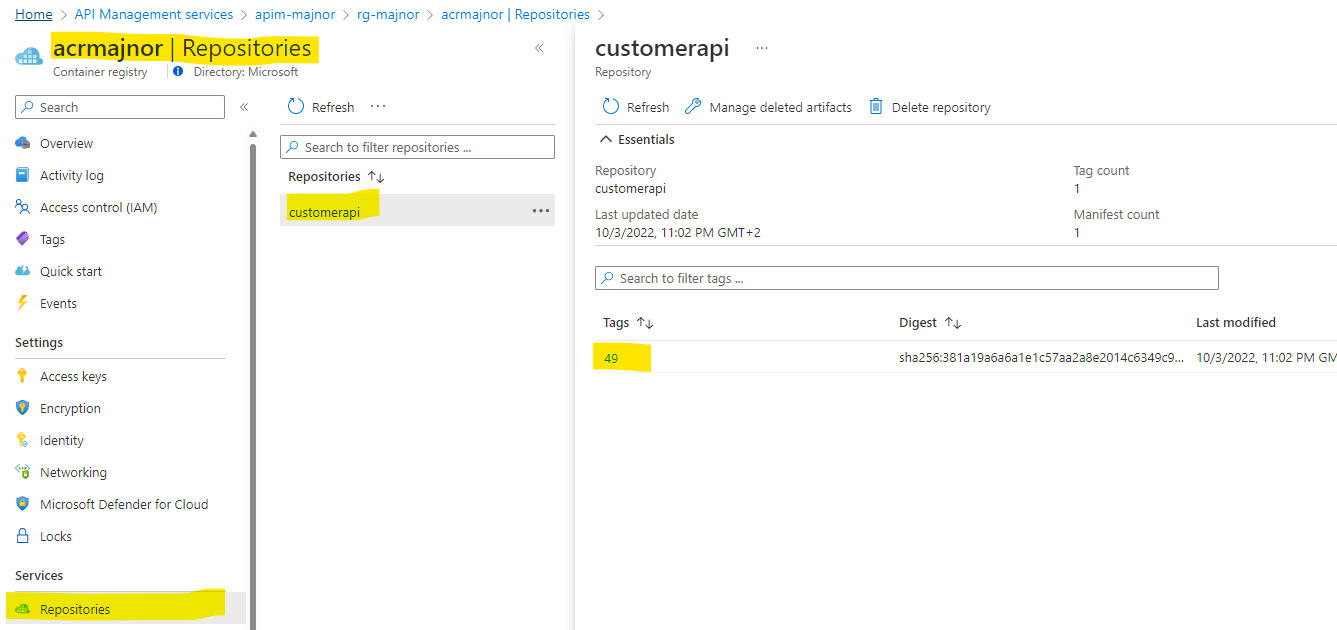 Home > API Management services > apim-majnor > rg-majnor > acrmajnor | Repositories >
acrmajnor | Repositories
Container registry
Directory: Microsoft
«
Search
«
Overview
Activity log
Access control (IAM)
Tags
Quick start
Events
Settings
Access keys
Encryption
Identity
Networking
Microsoft Defender for Cloud
Locks
Services
Repositories
Refresh ...
Search to filter repositories ...
Repositories ↑↓
customerapi ...
customerapi ...
Repository
Refresh Manage deleted artifacts Delete repository
Essentials
Repository
customerapi
Last updated date
10/3/2022, 11:02 PM GMT+2
Tag count
1
Manifest count
1
Search to filter tags ...
Tags ↑↓ Digest ↑↓ Last modified
49 sha256:381a19a6a6a1e1c57aa2a8e2014c6349c9... 10/3/2022, 11:02 PM GM